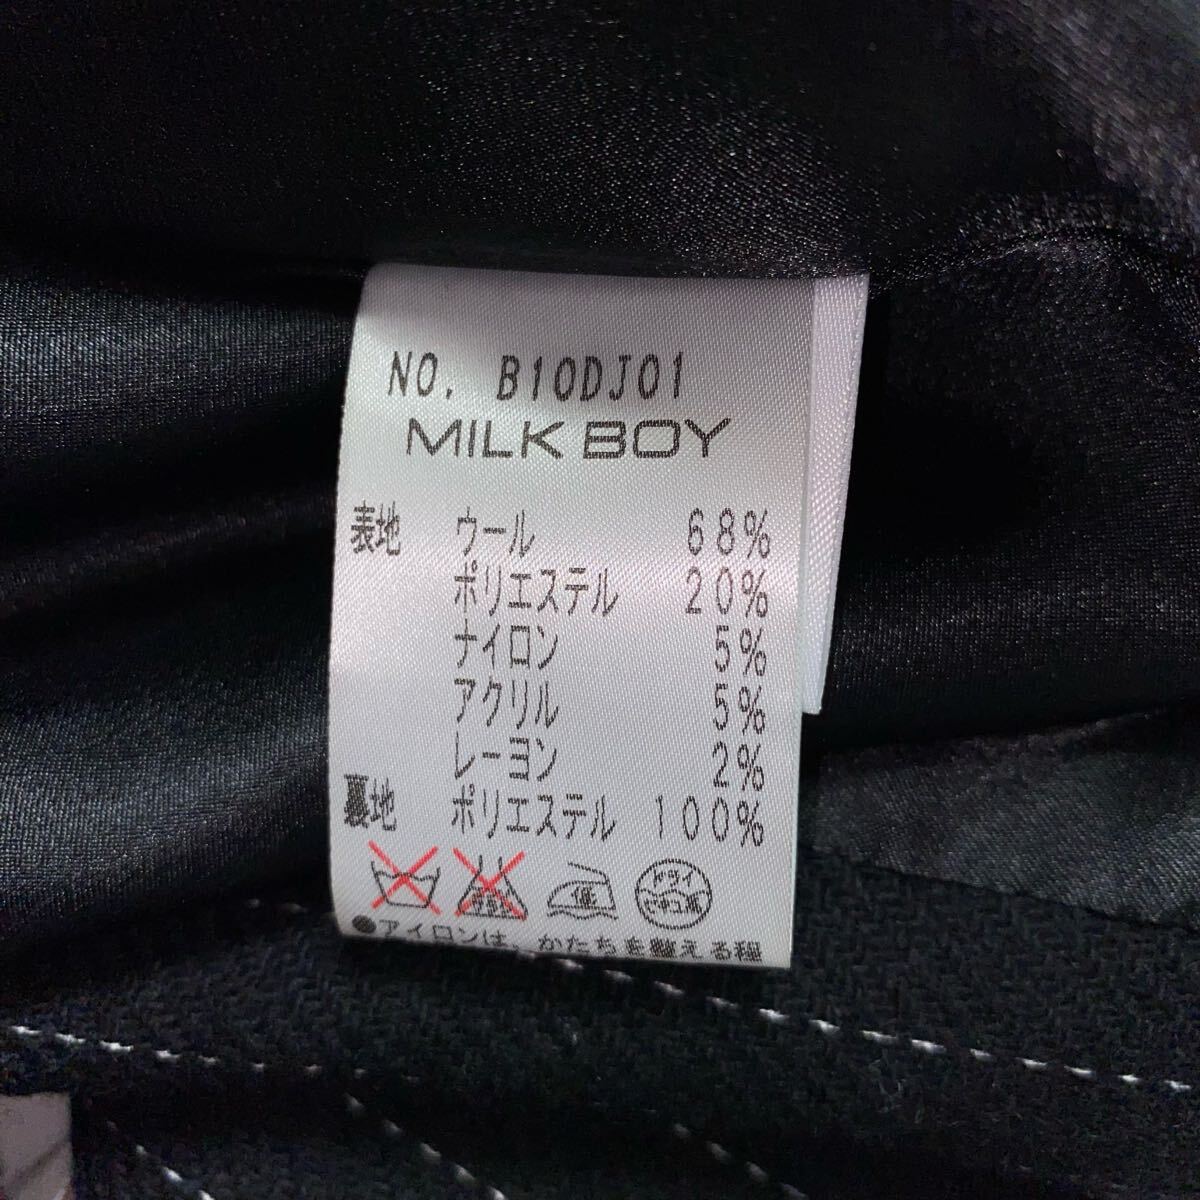 NO. B10DJ01
MILK BOY
表地 ウール 68%
ポリエステル 20%
ナイロン 5%
アクリル 5%
レーヨン 2%
裏地 ポリエステル 100%
低 ドライ
●アイロンは、かたちを整える程